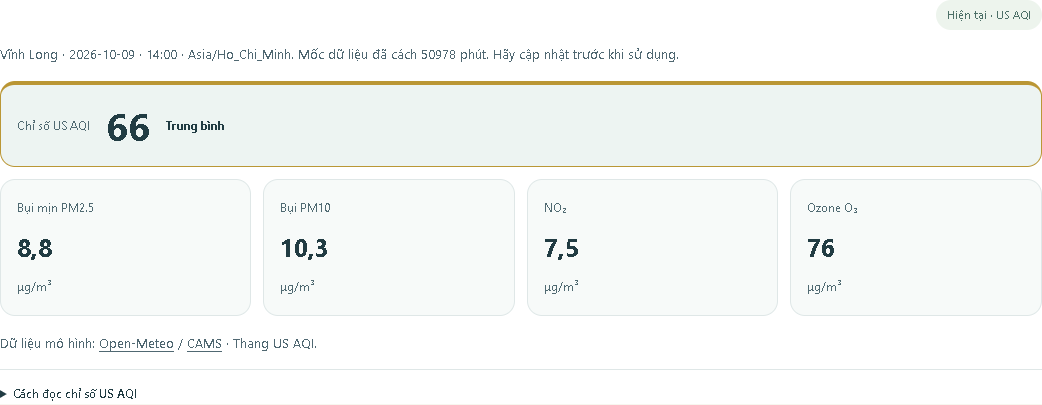 Hiện tại · US AQI
Vĩnh Long · 2026-10-09 · 14:00 · Asia/Ho_Chi_Minh. Mốc dữ liệu đã cách 50978 phút. Hãy cập nhật trước khi sử dụng.
Chỉ số US AQI 66 Trung bình
Bụi mịn PM2.5
8,8
µg/m³
Bụi PM10
10,3
µg/m³
NO₂
7,5
µg/m³
Ozone O₃
76
µg/m³
Dữ liệu mô hình: Open-Meteo / CAMS · Thang US AQI.
Cách đọc chỉ số US AQI